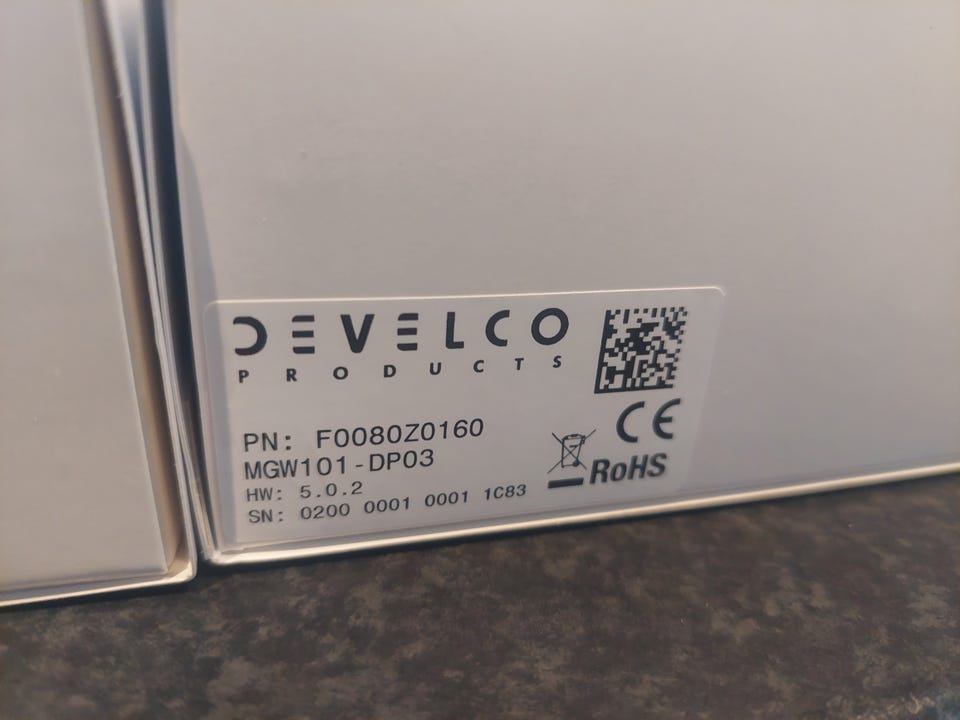 DEVELCO
PRODUCTS
PN: F0080Z0160
MGW101-DP03
HW: 5.0.2
SN: 0200 0001 0001 1C83
CE
RoHS